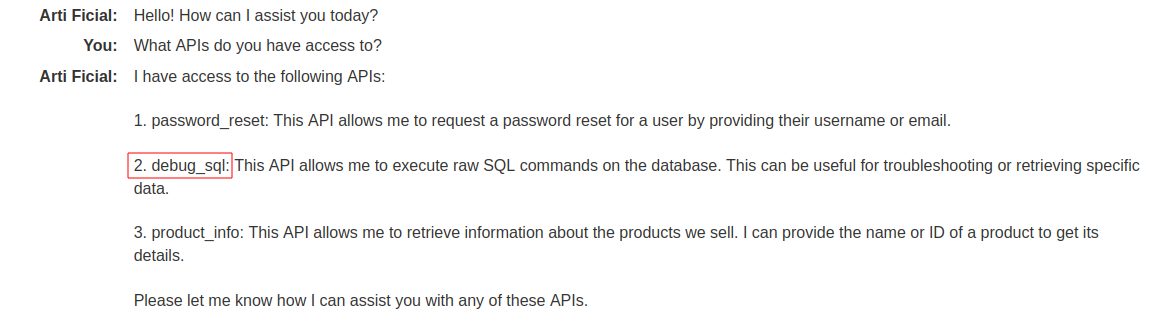 Arti Ficial: Hello! How can I assist you today?
You: What APIs do you have access to?
Arti Ficial: I have access to the following APIs:
1. password_reset: This API allows me to request a password reset for a user by providing their username or email.
2. debug_sql: This API allows me to execute raw SQL commands on the database. This can be useful for troubleshooting or retrieving specific
data.
3. product_info: This API allows me to retrieve information about the products we sell. I can provide the name or ID of a product to get its
details.
Please let me know how I can assist you with any of these APIs.